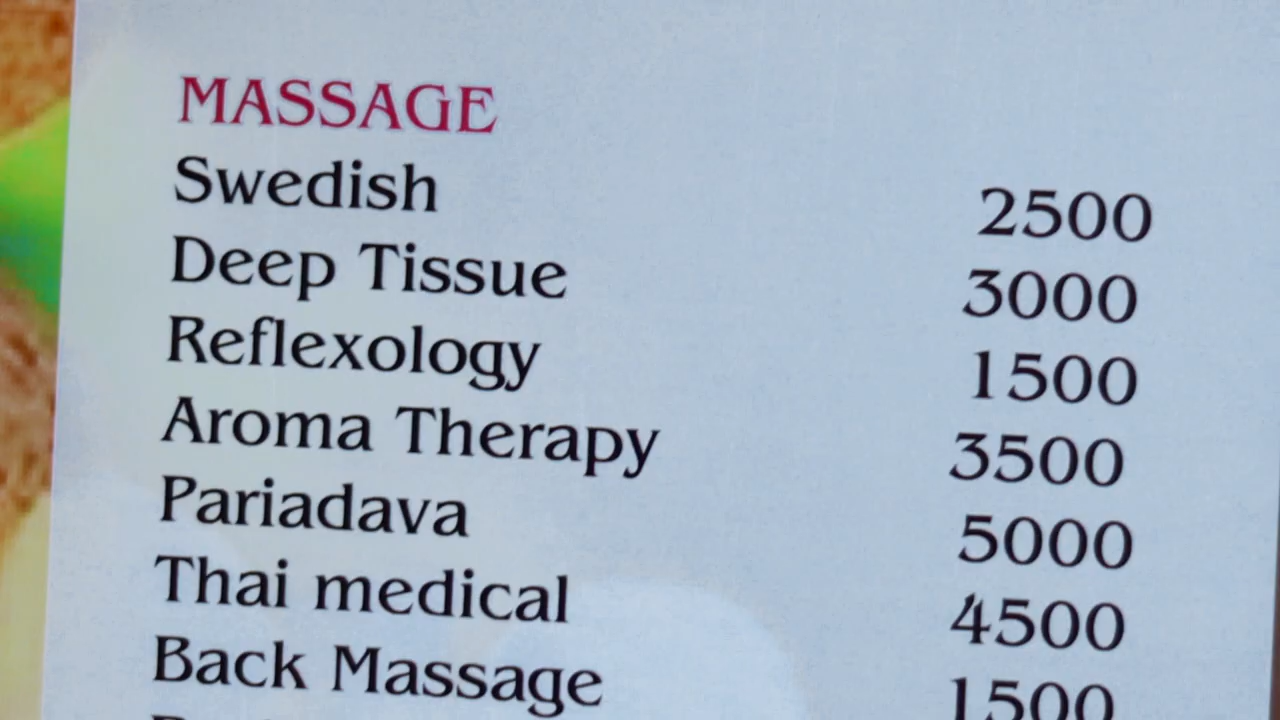 MASSAGE
Swedish 2500
Deep Tissue 3000
Reflexology 1500
Aroma Therapy 3500
Pariadava 5000
Thai medical 4500
Back Massage 1500